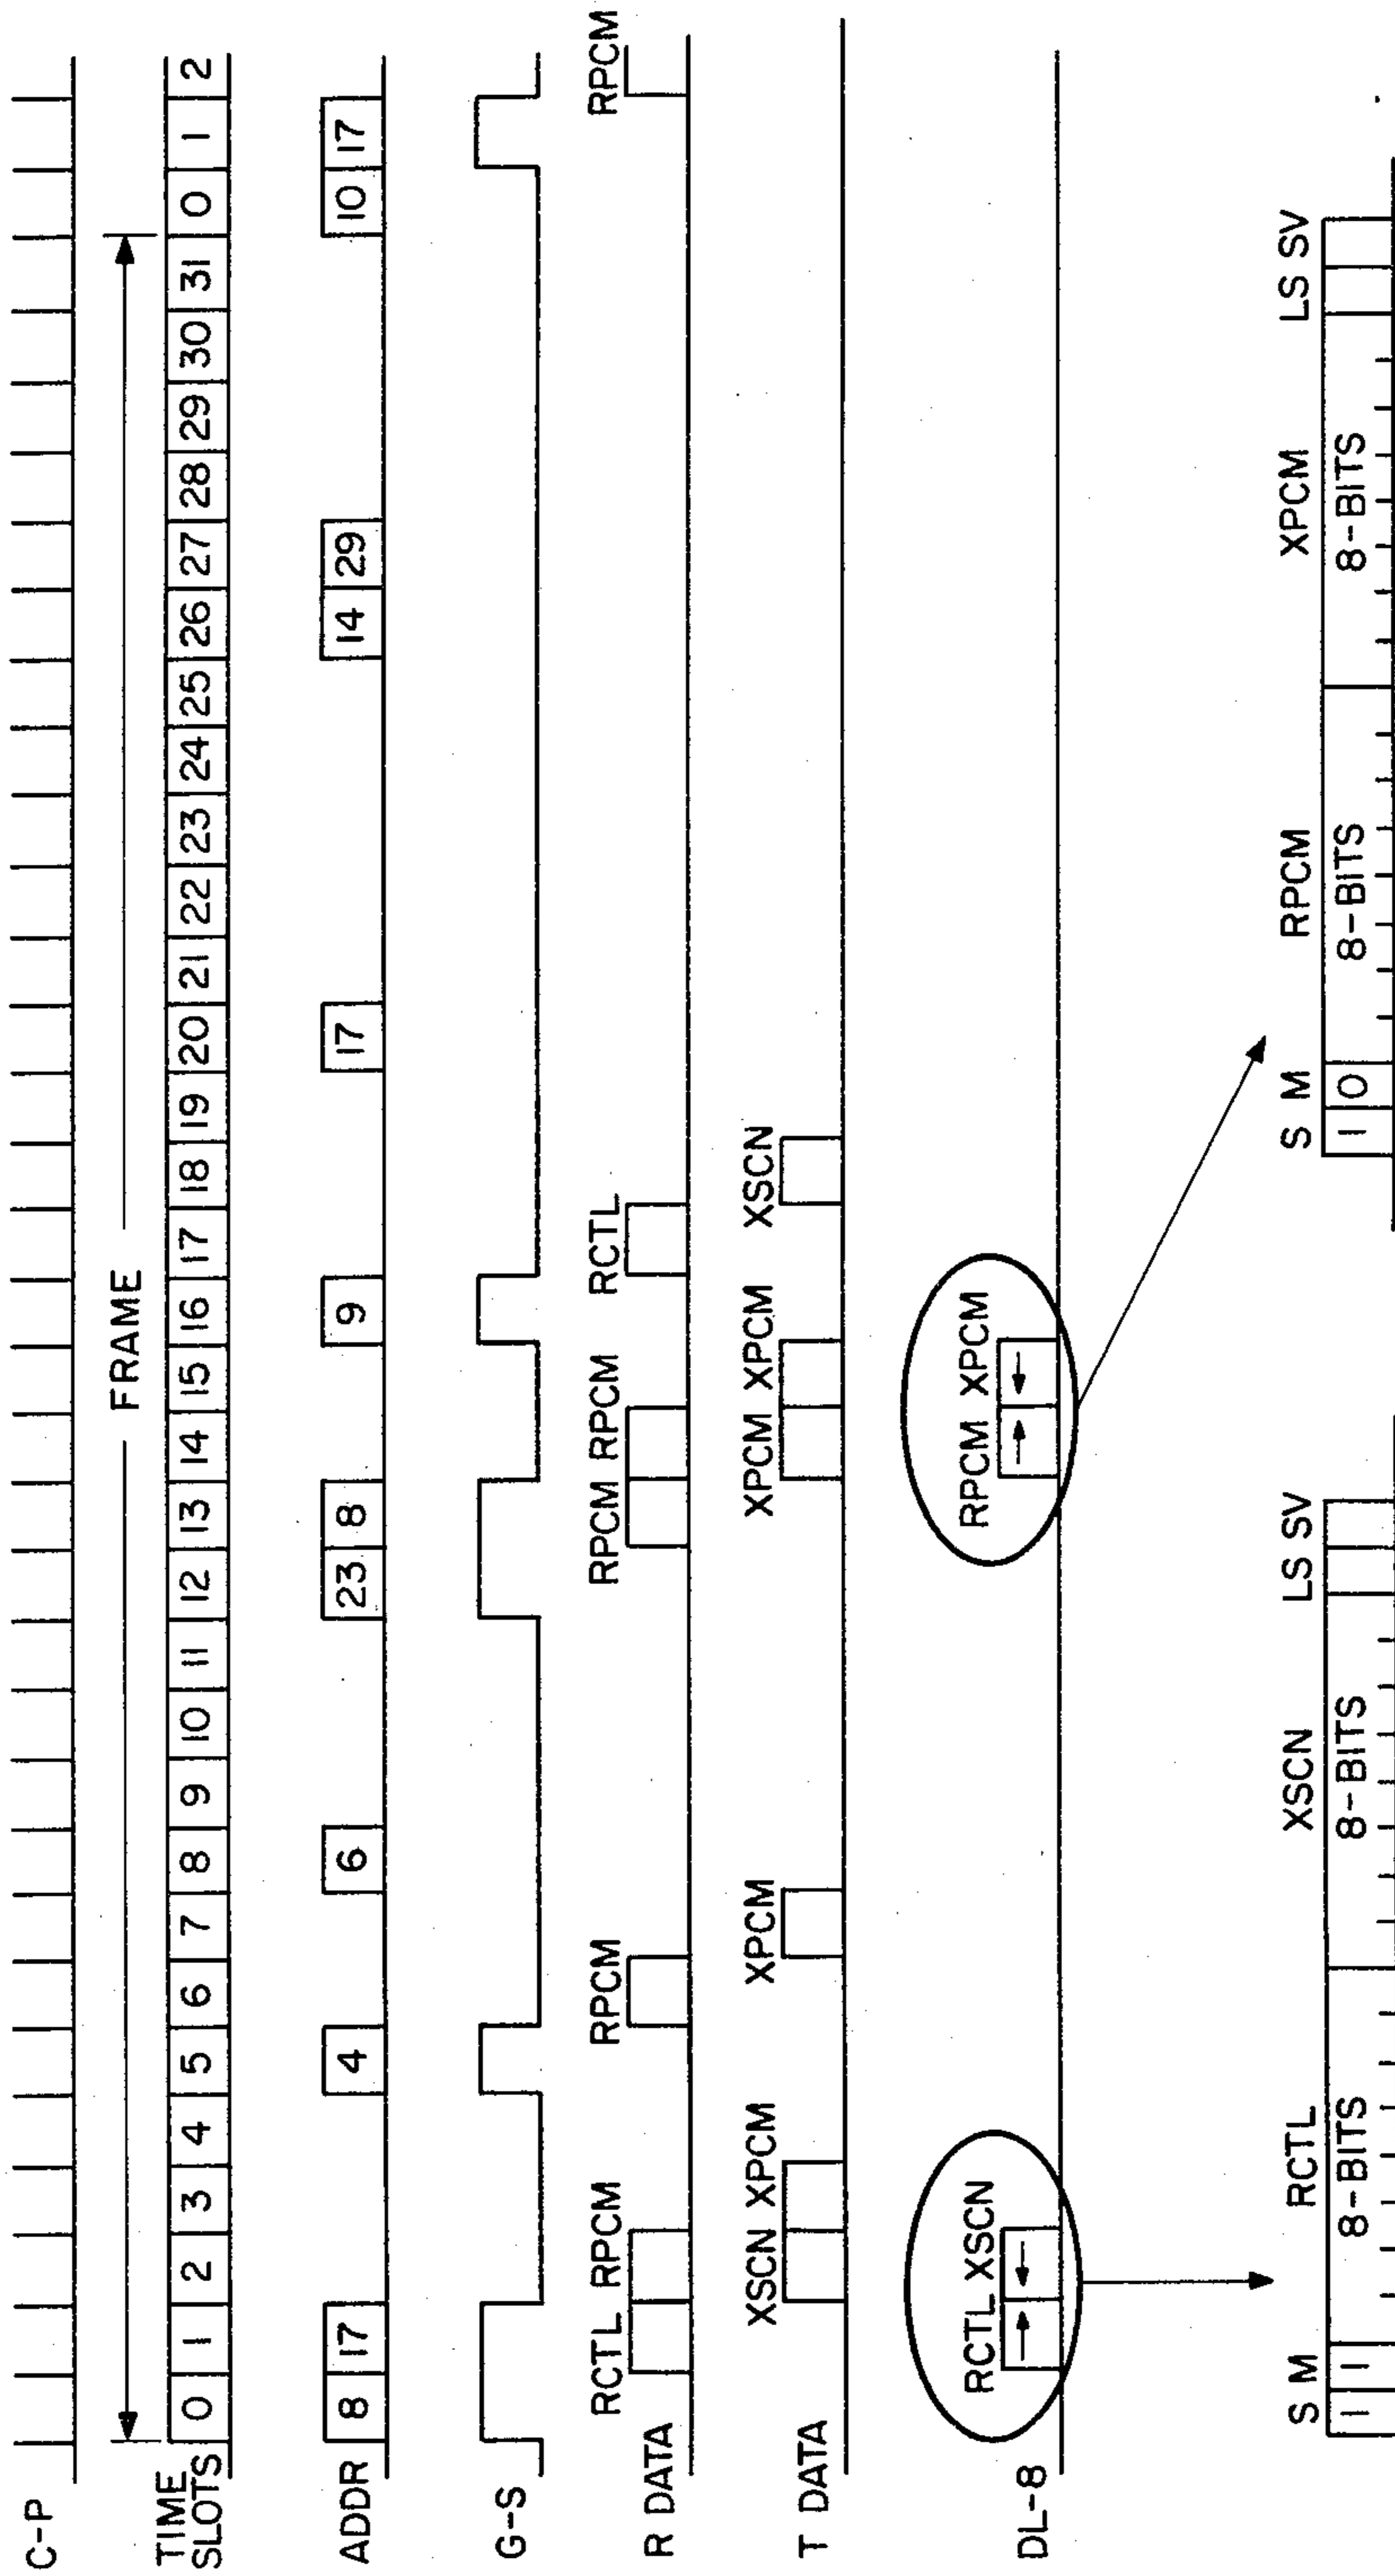 C-P
FRAME
TIME SLOTS 0 1 2 3 4 5 6 7 8 9 10 11 12 13 14 15 16 17 18 19 20 21 22 23 24 25 26 27 28 29 30 31 0 1 2
ADDR 8 17 4 6 23 8 9 17 14 29 10 17
G-S
RCTL RPCM RPCM RPCM RPCM RCTL RPCM
R DATA
XSCN XPCM XPCM XPCM XPCM XSCN
T DATA
RCTL XSCN RPCM XPCM
DL-8
S M RCTL XSCN LS SV
1 1 8-BITS 8-BITS
S M RPCM XPCM LS SV
1 0 8-BITS 8-BITS